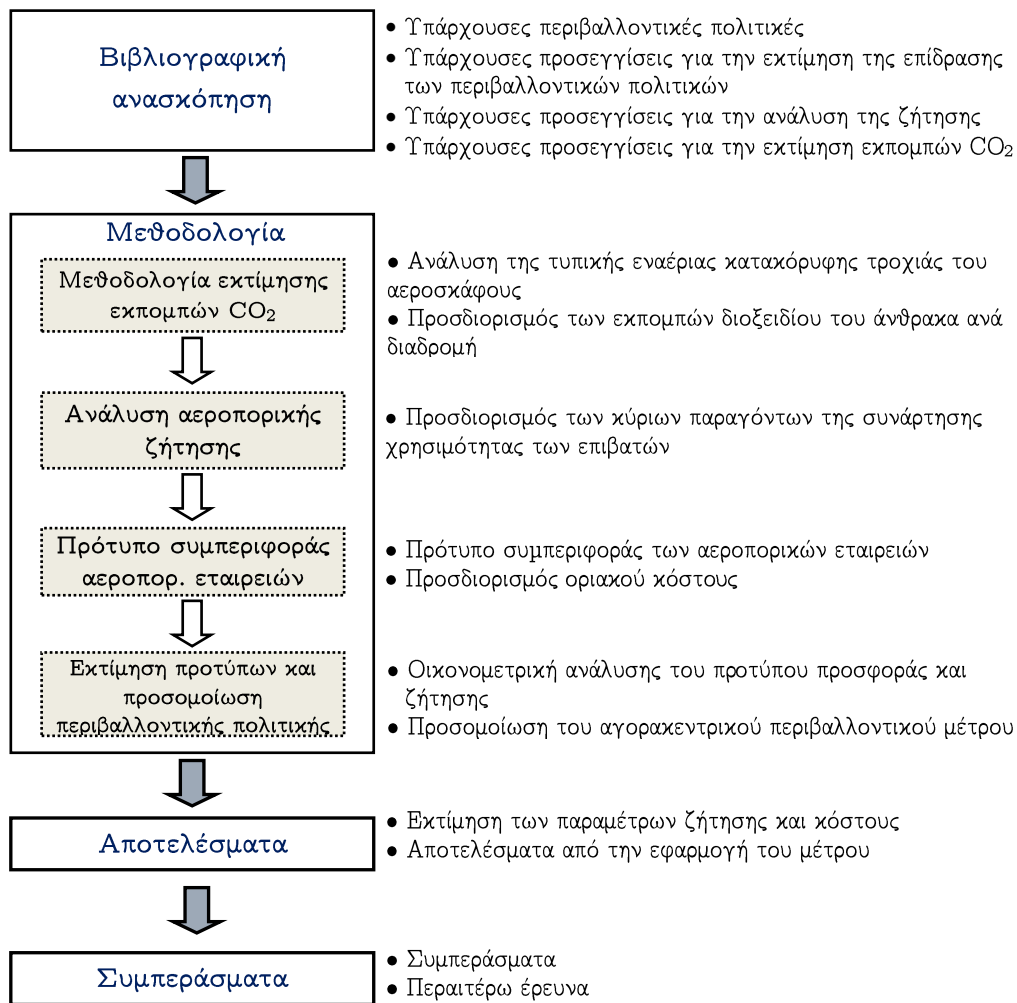 Βιβλιογραφική
ανασκόπηση
• Υπάρχουσες περιβαλλοντικές πολιτικές
• Υπάρχουσες προσεγγίσεις για την εκτίμηση της επίδρασης
των περιβαλλοντικών πολιτικών
• Υπάρχουσες προσεγγίσεις για την ανάλυση της ζήτησης
• Υπάρχουσες προσεγγίσεις για την εκτίμηση εκπομπών CO₂
Μεθοδολογία
Μεθοδολογία εκτίμησης
εκπομπών CO₂
• Ανάλυση της τυπικής εναέριας κατακόρυφης τροχιάς του
αεροσκάφους
• Προσδιορισμός των εκπομπών διοξειδίου του άνθρακα ανά
διαδρομή
Ανάλυση αεροπορικής
ζήτησης
• Προσδιορισμός των κύριων παραγόντων της συνάρτησης
χρησιμότητας των επιβατών
Πρότυπο συμπεριφοράς
αεροπορ. εταιρειών
• Πρότυπο συμπεριφοράς των αεροπορικών εταιρειών
• Προσδιορισμός οριακού κόστους
Εκτίμηση προτύπων και
προσομοίωση
περιβαλλοντικής πολιτικής
• Οικονομετρική ανάλυσης του προτύπου προσφοράς και
ζήτησης
• Προσομοίωση του αγορακεντρικού περιβαλλοντικού μέτρου
Αποτελέσματα
• Εκτίμηση των παραμέτρων ζήτησης και κόστους
• Αποτελέσματα από την εφαρμογή του μέτρου
Συμπεράσματα
• Συμπεράσματα
• Περαιτέρω έρευνα